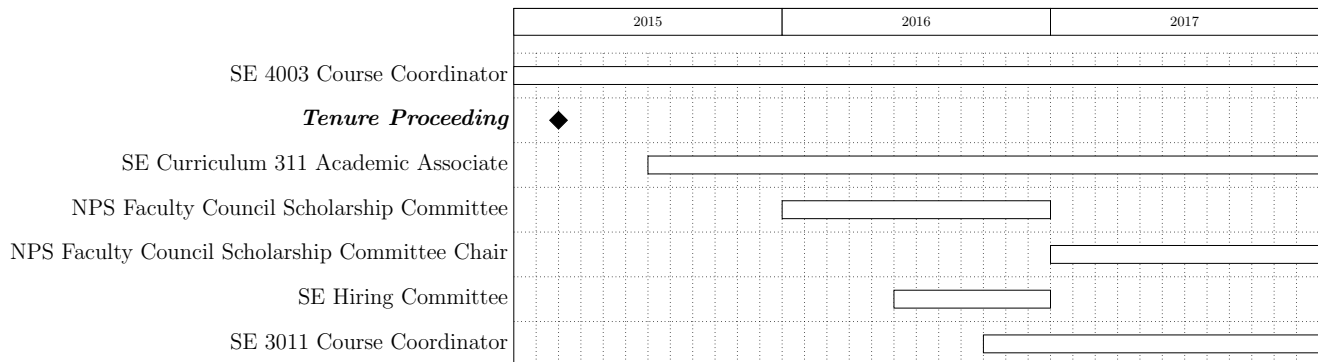 2015 2016 2017
SE 4003 Course Coordinator
Tenure Proceeding
SE Curriculum 311 Academic Associate
NPS Faculty Council Scholarship Committee
NPS Faculty Council Scholarship Committee Chair
SE Hiring Committee
SE 3011 Course Coordinator